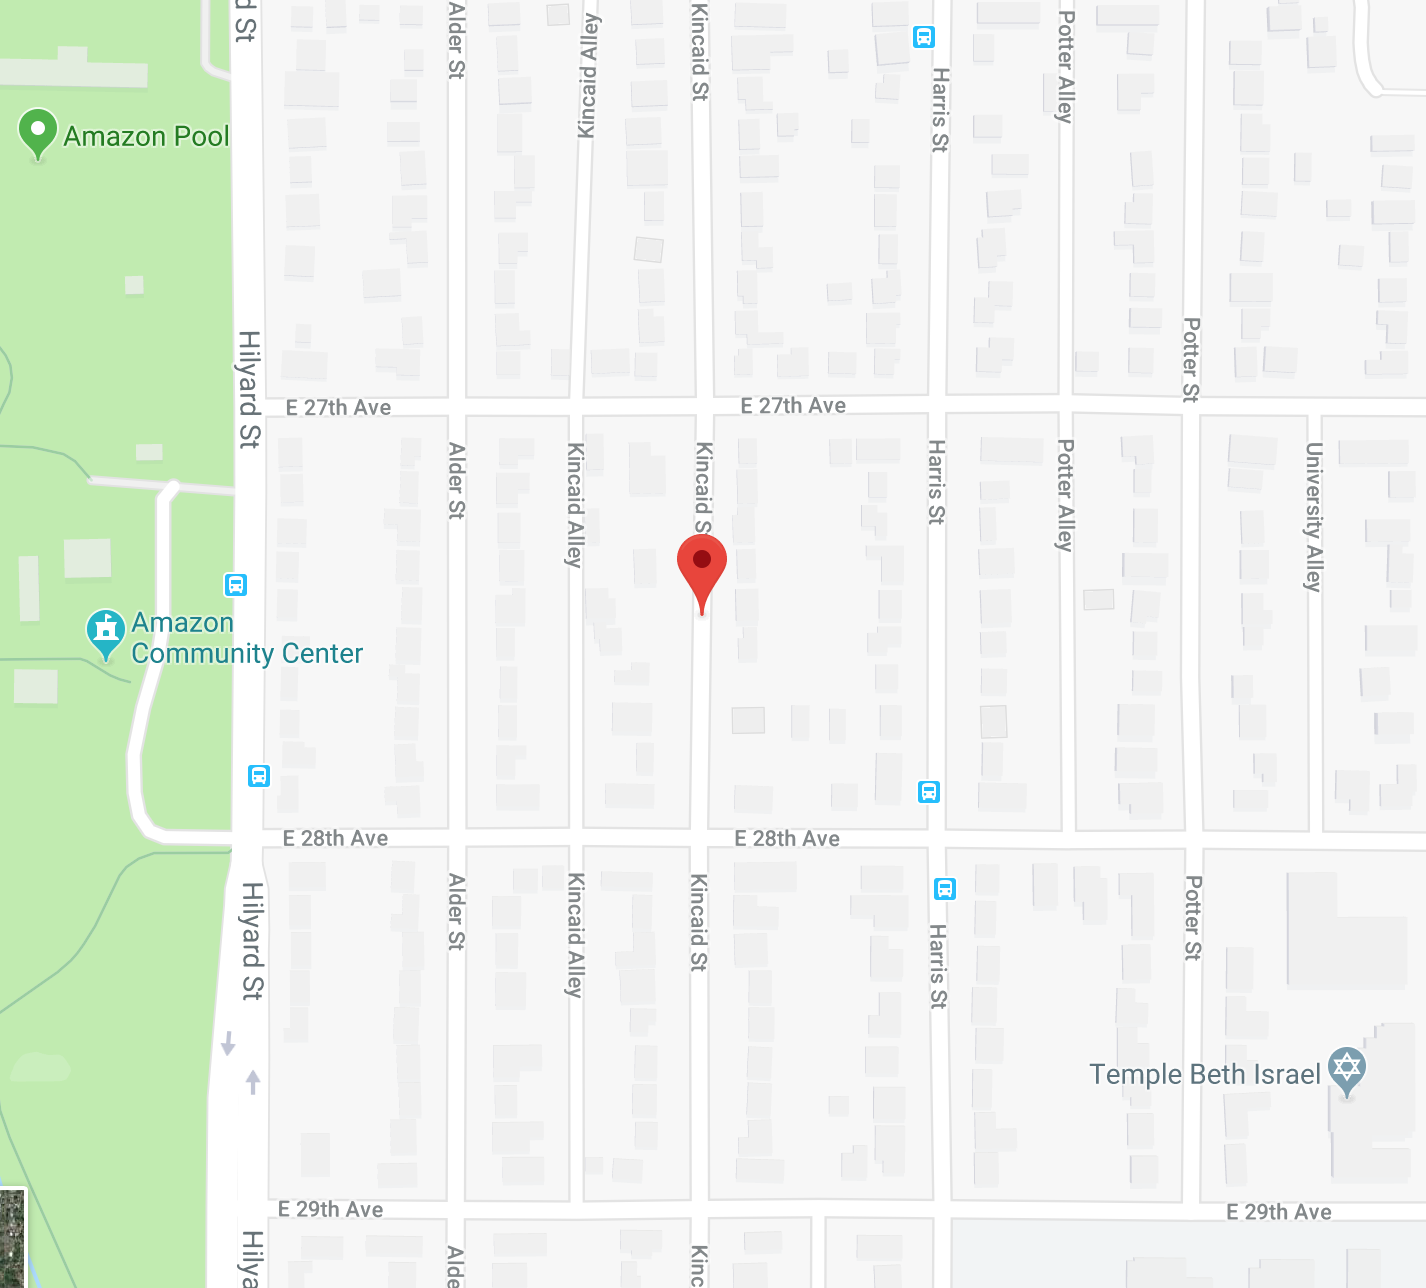 d St
Alder St
Kincaid Alley
Kincaid St
Harris St
Potter Alley
Amazon Pool
Hilyard St
Potter St
E 27th Ave
E 27th Ave
Alder St
Kincaid Alley
Kincaid S
Harris St
Potter Alley
University Alley
Amazon
Community Center
E 28th Ave
E 28th Ave
Hilyard St
Alder St
Kincaid Alley
Kincaid St
Harris St
Potter St
Temple Beth Israel
E 29th Ave
E 29th Ave
Hilya
Alde
Kinc